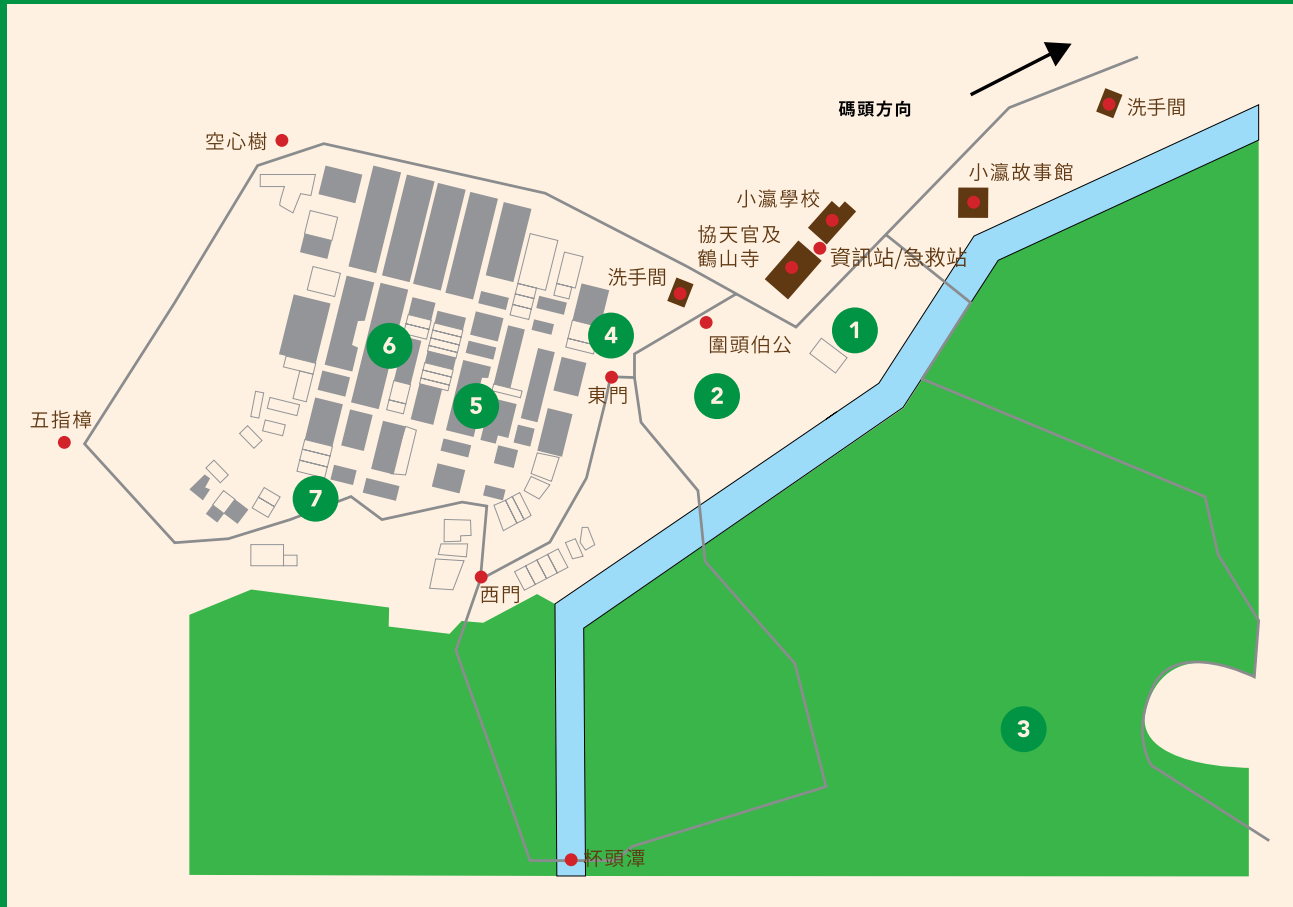 碼頭方向
洗手間
空心樹
小瀛故事館
小瀛學校
協天官及
鶴山寺
資訊站/急救站
洗手間
1
4
圍頭伯公
6
東門
2
5
五指樟
7
西門
3
杯頭潭